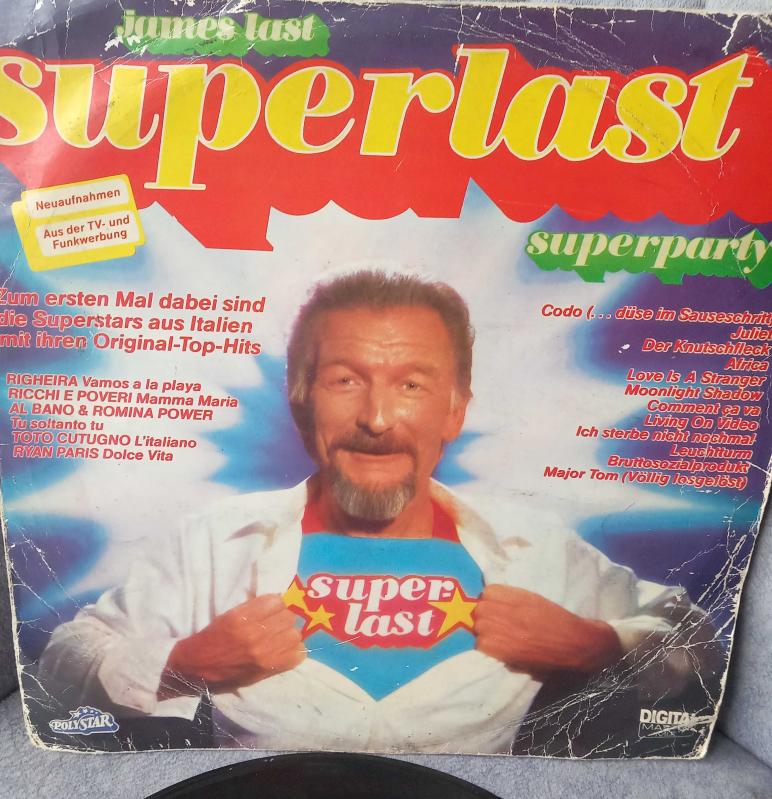 james last
superlast
superparty
Neuaufnahmen
Aus der TV- und
Funkwerbung
Zum ersten Mal dabei sind
die Superstars aus Italien
mit ihren Original-Top-Hits
RIGHEIRA Vamos a la playa
RICCHI E POVERI Mamma Maria
AL BANO & ROMINA POWER
Tu soltanto tu
TOTO CUTUGNO L'italiano
RYAN PARIS Dolce Vita
Codo (... düse im Sauseschritt
Juliet
Der Knutschfleck
Africa
Love Is A Stranger
Moonlight Shadow
Comment ça va
Living On Video
Ich sterbe nicht nochmal
Leuchtturm
Bruttosozialprodukt
Major Tom (Völlig losgelöst)
super
last
POLYSTAR
DIGITAL